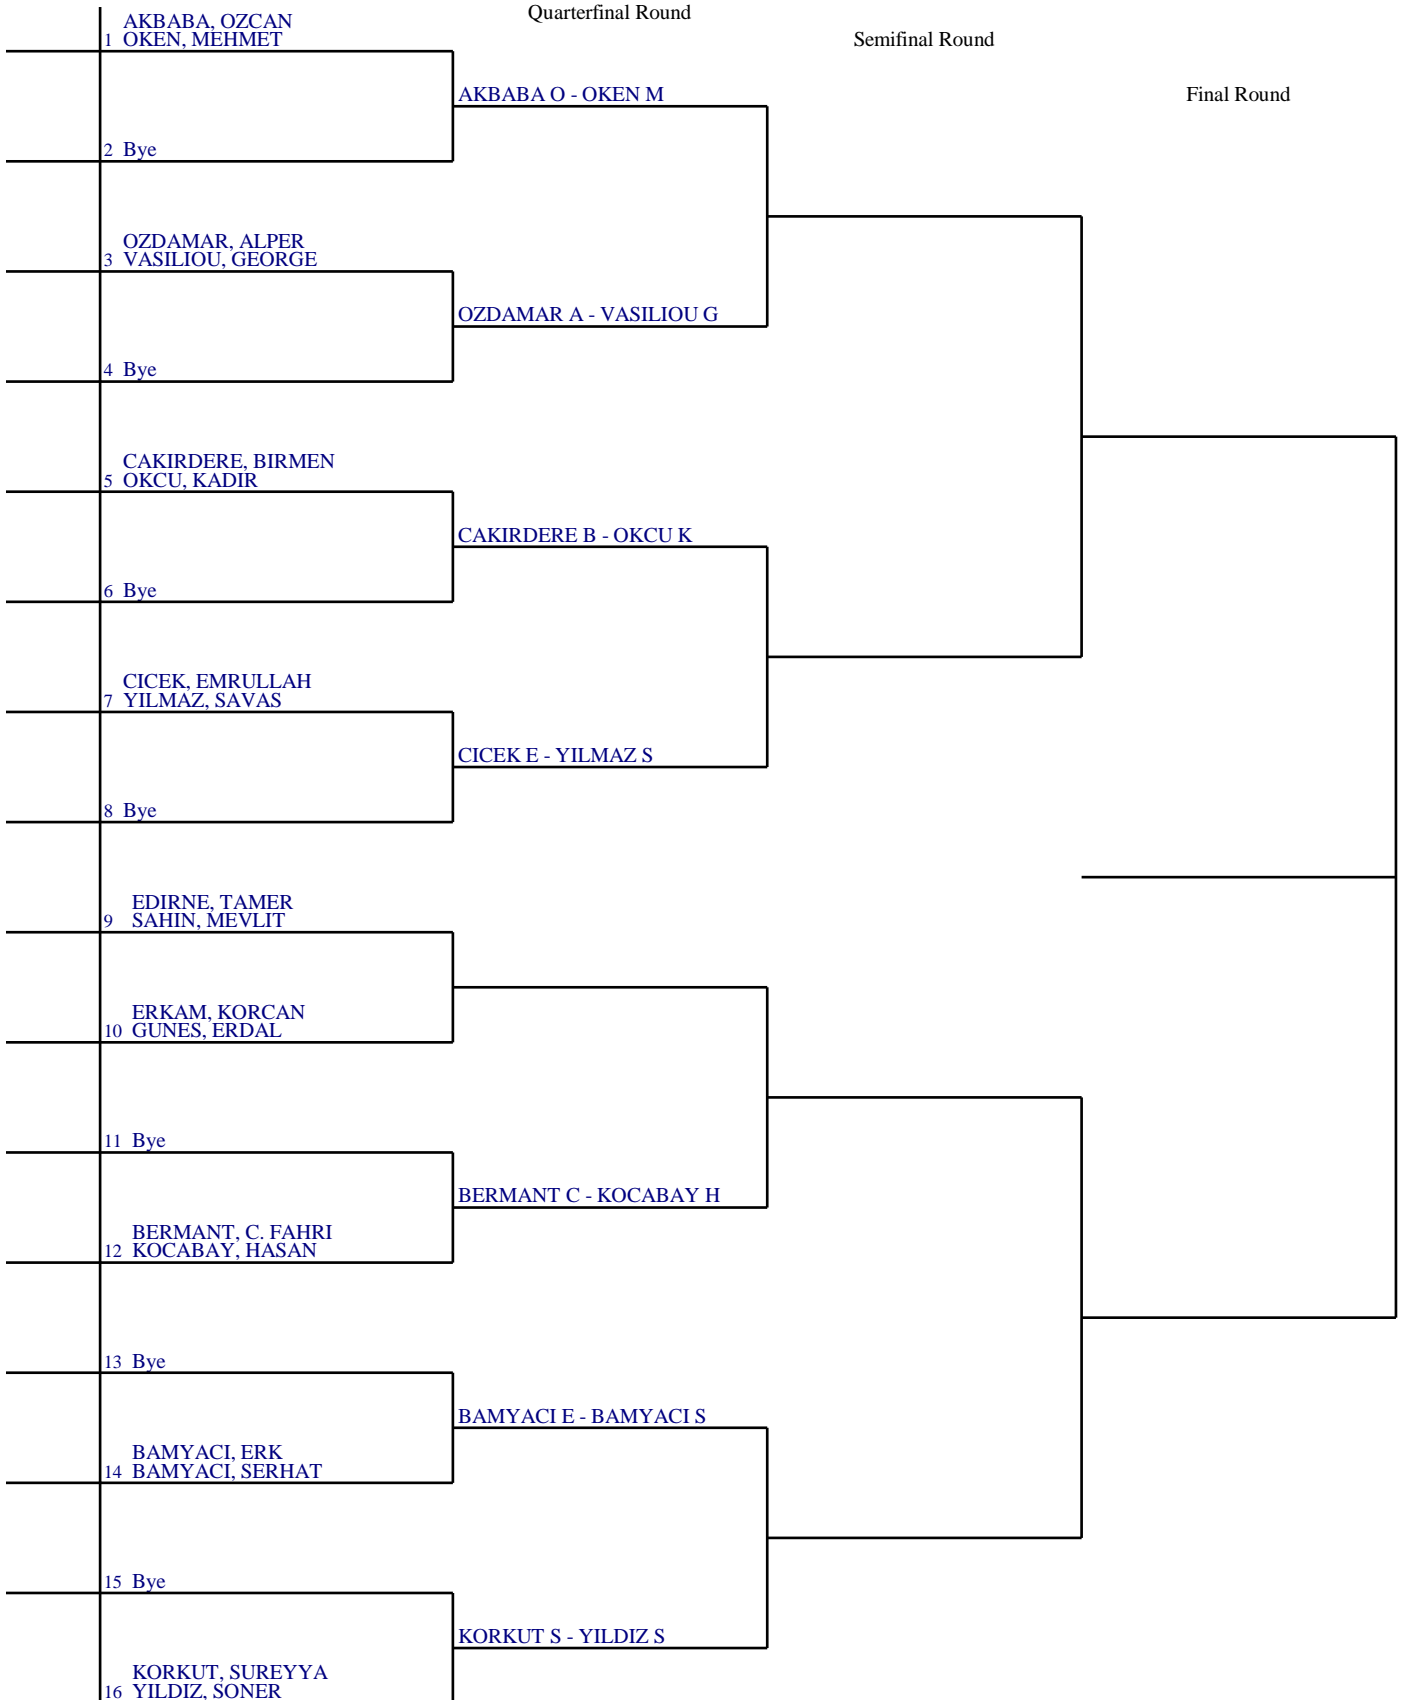 Quarterfinal Round
Semifinal Round
Final Round
AKBABA, OZCAN
1 OKEN, MEHMET
AKBABA O - OKEN M
2 Bye
OZDAMAR, ALPER
3 VASILIOU, GEORGE
OZDAMAR A - VASILIOU G
4 Bye
CAKIRDERE, BIRMEN
5 OKCU, KADIR
CAKIRDERE B - OKCU K
6 Bye
CICEK, EMRULLAH
7 YILMAZ, SAVAS
CICEK E - YILMAZ S
8 Bye
EDIRNE, TAMER
9 SAHIN, MEVLIT
ERKAM, KORCAN
10 GUNES, ERDAL
11 Bye
BERMANT C - KOCABAY H
BERMANT, C. FAHRI
12 KOCABAY, HASAN
13 Bye
BAMYACI E - BAMYACI S
BAMYACI, ERK
14 BAMYACI, SERHAT
15 Bye
KORKUT S - YILDIZ S
KORKUT, SUREYYA
16 YILDIZ, SONER